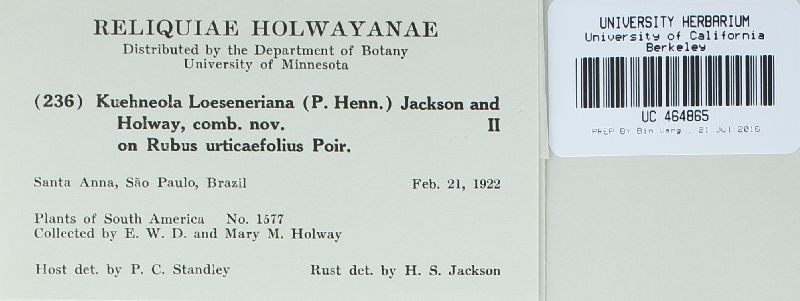 RELIQUIAE HOLWAYANAE
Distributed by the Department of Botany
University of Minnesota
(236) Kuehneola Loeseneriana (P. Henn.) Jackson and
Holway, comb. nov. II
on Rubus urticaefolius Poir.
Santa Anna, São Paulo, Brazil Feb. 21, 1922
Plants of South America No. 1577
Collected by E. W. D. and Mary M. Holway
Host det. by P. C. Standley Rust det. by H. S. Jackson
UNIVERSITY HERBARIUM
University of California
Berkeley
UC 464865
PREP BY Bin Wang , 21 Jul 2016